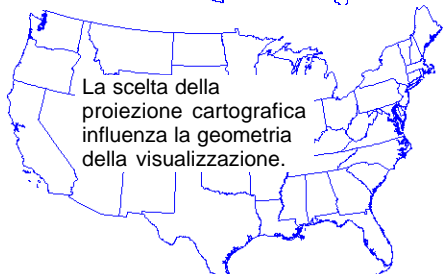 La scelta della
proiezione cartografica
influenza la geometria
della visualizzazione.